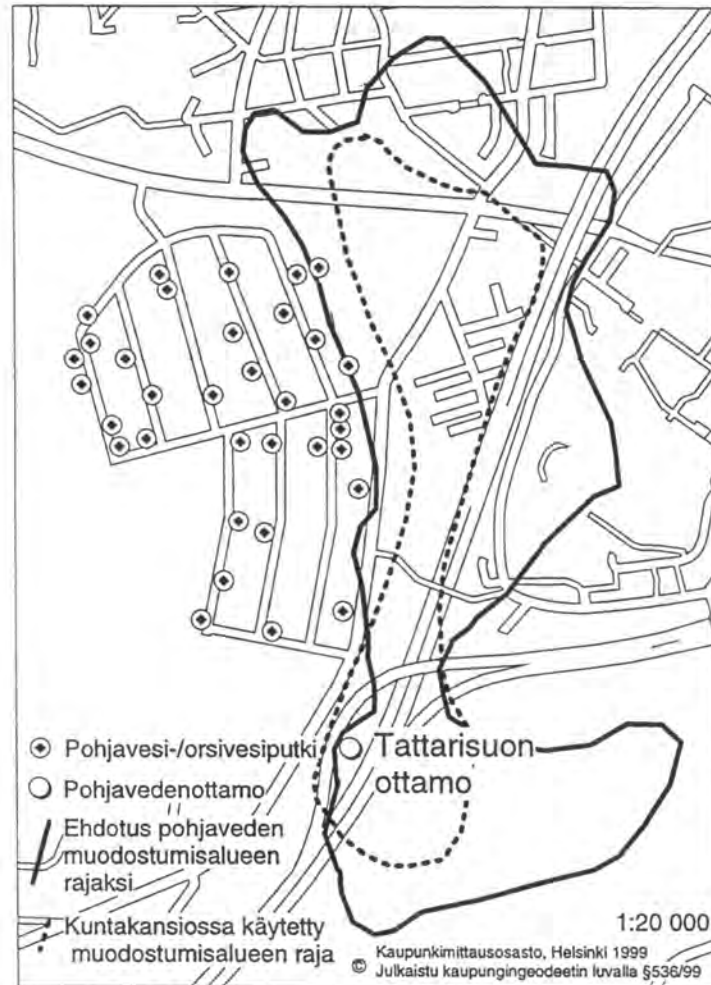 Pohjavesi-/orsivesiputki
Tattarisuon
ottamo
Pohjavedenottamo
Ehdotus pohjaveden
muodostumisalueen
rajaksi
Kuntakansiossa käytetty
muodostumisalueen raja
1:20 000
Kaupunkimittausosasto, Helsinki 1999
© Julkaistu kaupungingeodeetin luvalla §536/99